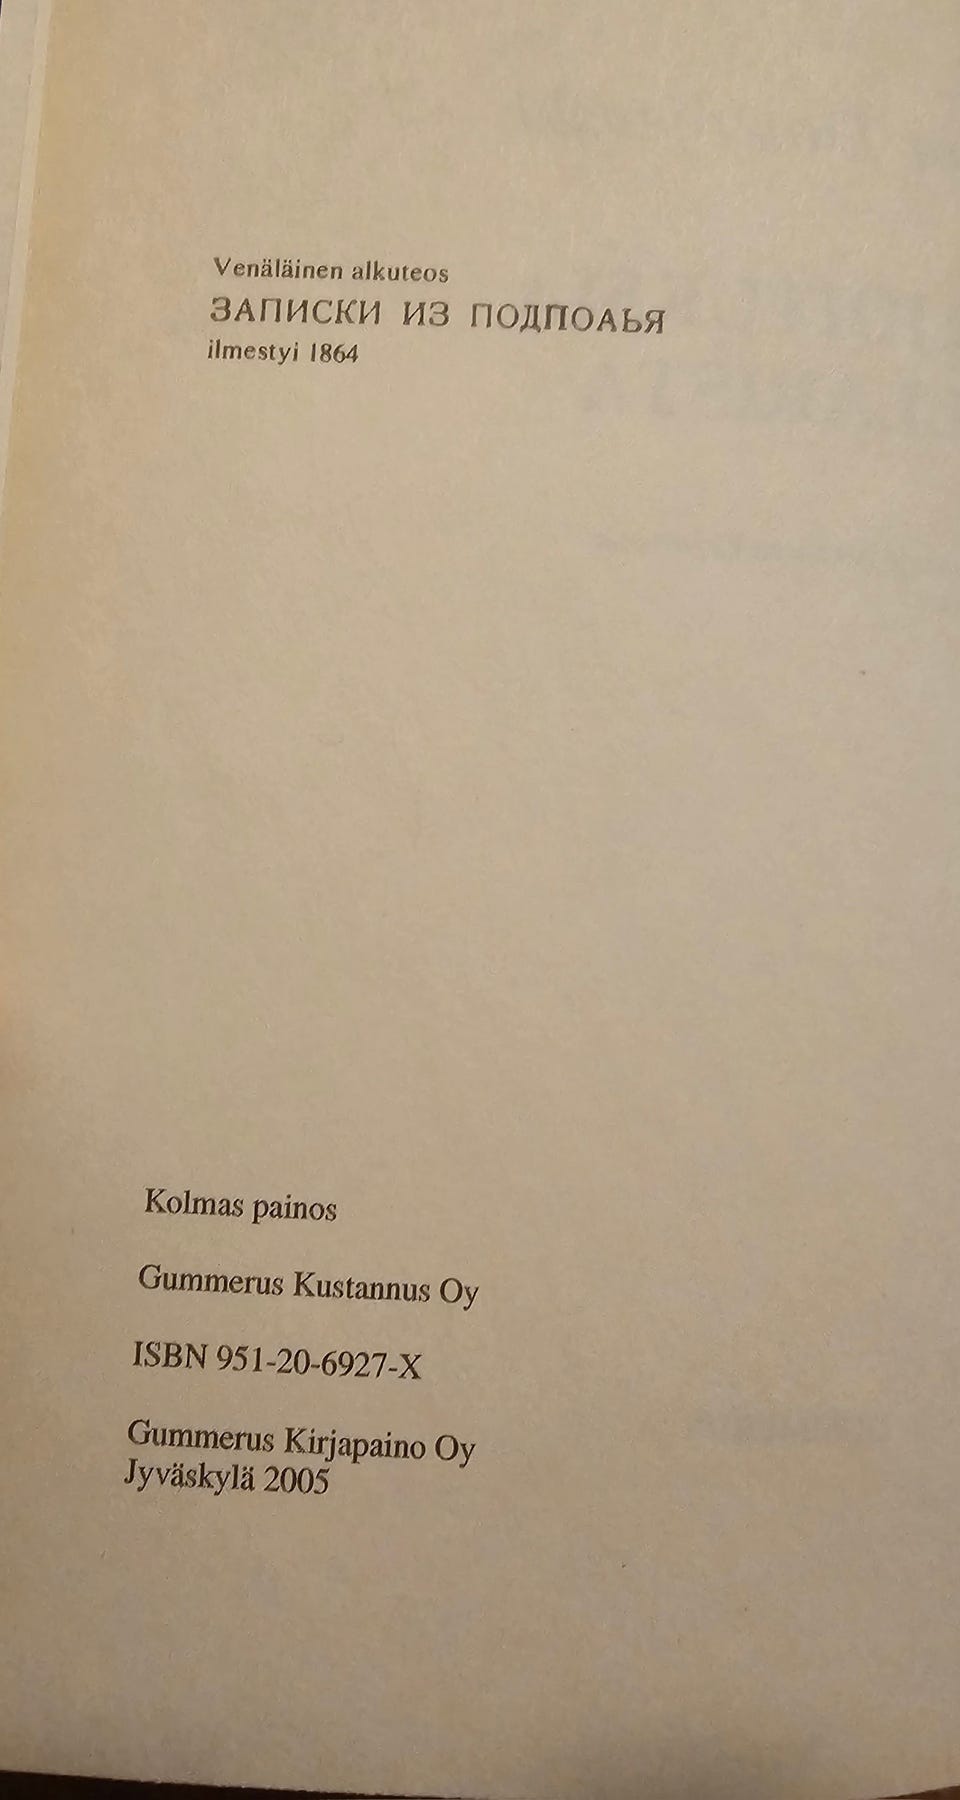 Venäläinen alkuteos
ЗАПИСКИ ИЗ ПОДПОАЬЯ
ilmestyi 1864
Kolmas painos
Gummerus Kustannus Oy
ISBN 951-20-6927-X
Gummerus Kirjapaino Oy
Jyväskylä 2005